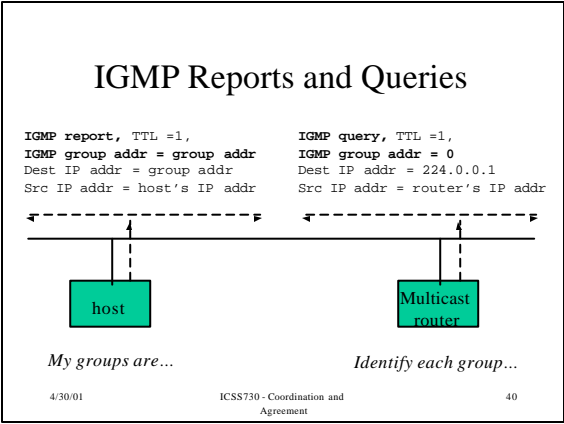 IGMP Reports and Queries
IGMP report, TTL =1,
IGMP group addr = group addr
Dest IP addr = group addr
Src IP addr = host's IP addr
IGMP query, TTL =1,
IGMP group addr = 0
Dest IP addr = 224.0.0.1
Src IP addr = router's IP addr
host
Multicast
router
My groups are…
Identify each group…
4/30/01
ICSS730 - Coordination and
Agreement
40